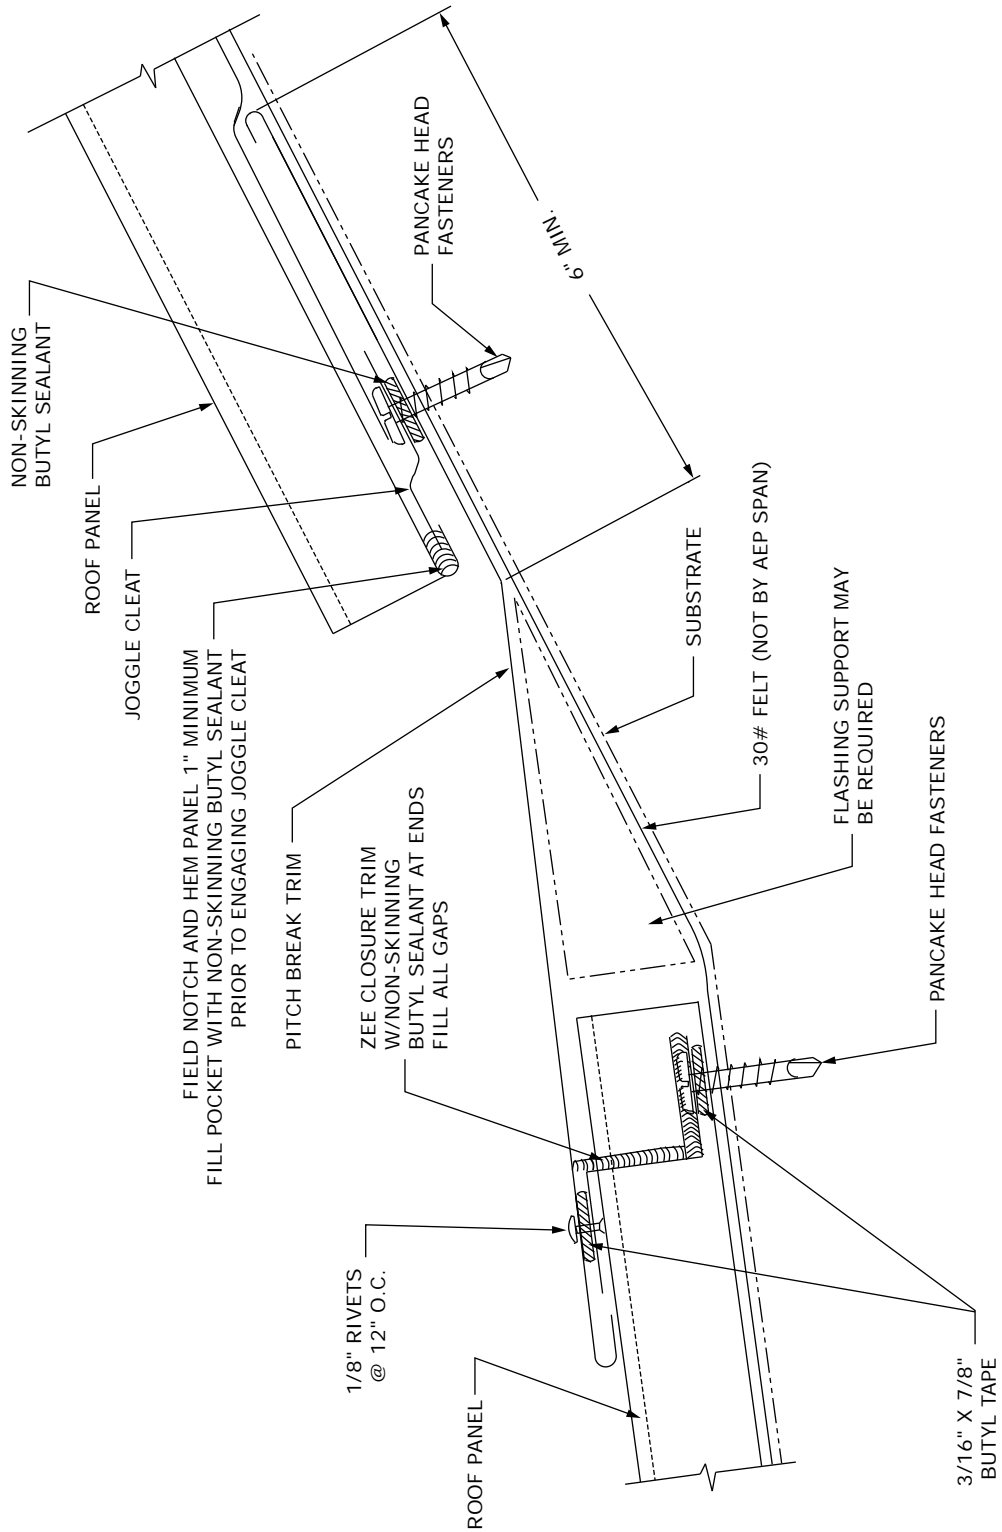 NON-SKINNING
BUTYL SEALANT
ROOF PANEL
JOGGLE CLEAT
FIELD NOTCH AND HEM PANEL 1" MINIMUM
FILL POCKET WITH NON-SKINNING BUTYL SEALANT
PRIOR TO ENGAGING JOGGLE CLEAT
PITCH BREAK TRIM
ZEE CLOSURE TRIM
W/NON-SKINNING
BUTYL SEALANT AT ENDS
FILL ALL GAPS
1/8" RIVETS
@ 12" O.C.
ROOF PANEL
PANCAKE HEAD
FASTENERS
6" MIN.
SUBSTRATE
30# FELT (NOT BY AEP SPAN)
FLASHING SUPPORT MAY
BE REQUIRED
PANCAKE HEAD FASTENERS
3/16" X 7/8"
BUTYL TAPE